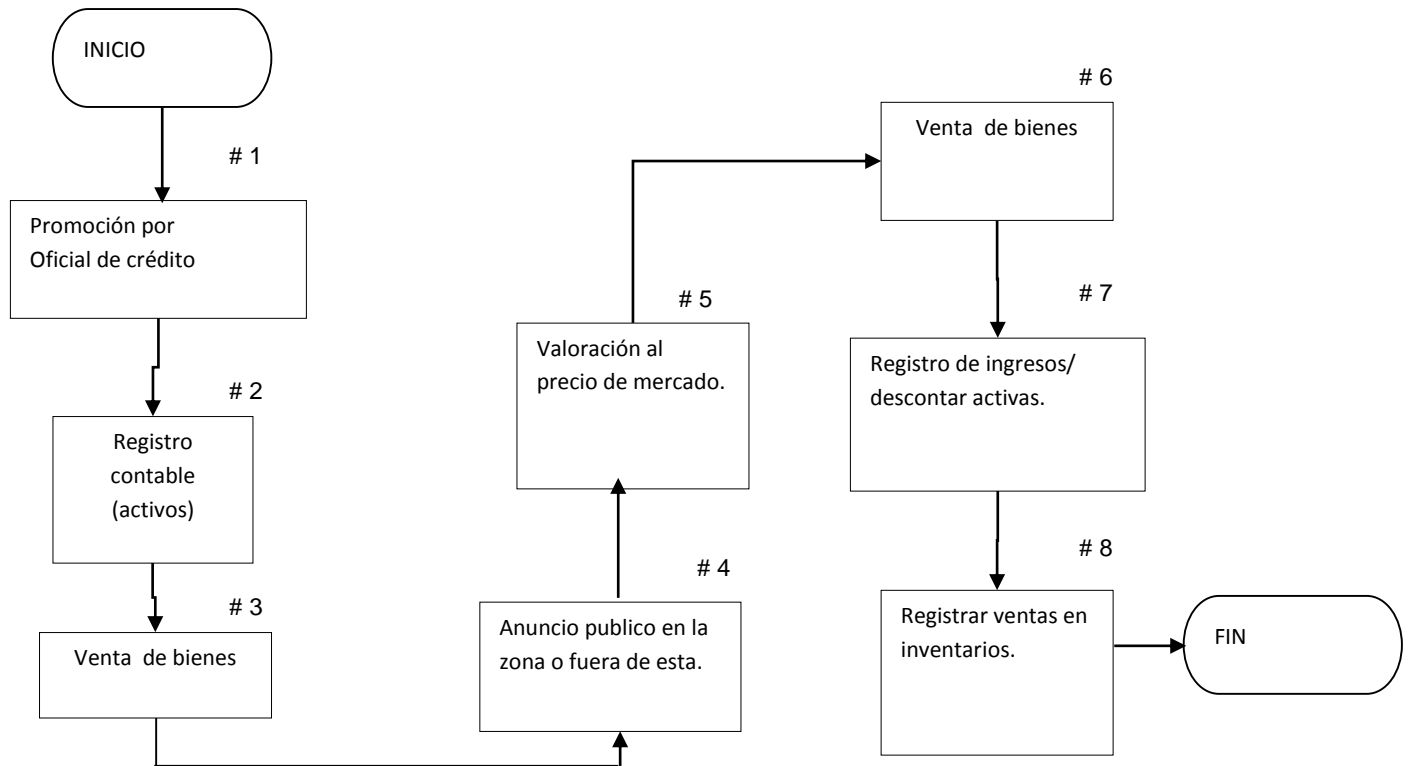 INICIO
# 1
Promoción por
Oficial de crédito
# 2
Registro
contable
(activos)
# 3
Venta de bienes
# 4
Anuncio publico en la
zona o fuera de esta.
# 5
Valoración al
precio de mercado.
# 6
Venta de bienes
# 7
Registro de ingresos/
descontar activas.
# 8
Registrar ventas en
inventarios.
FIN